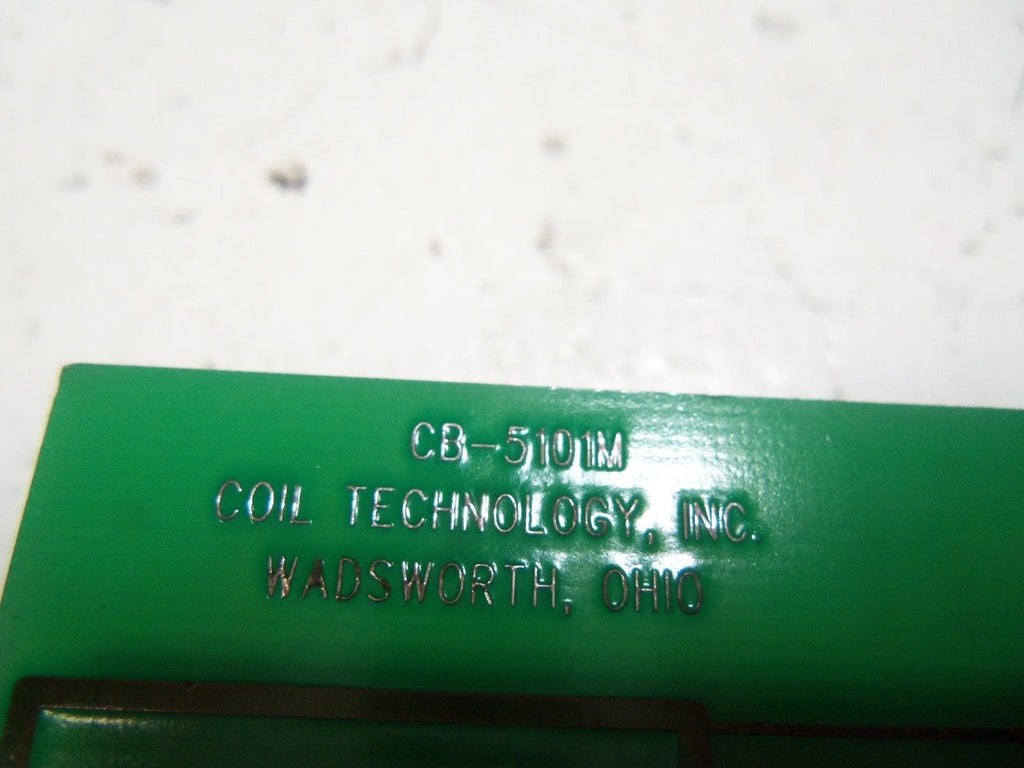 CB-5101M
COIL TECHNOLOGY, INC.
WADSWORTH, OHIO